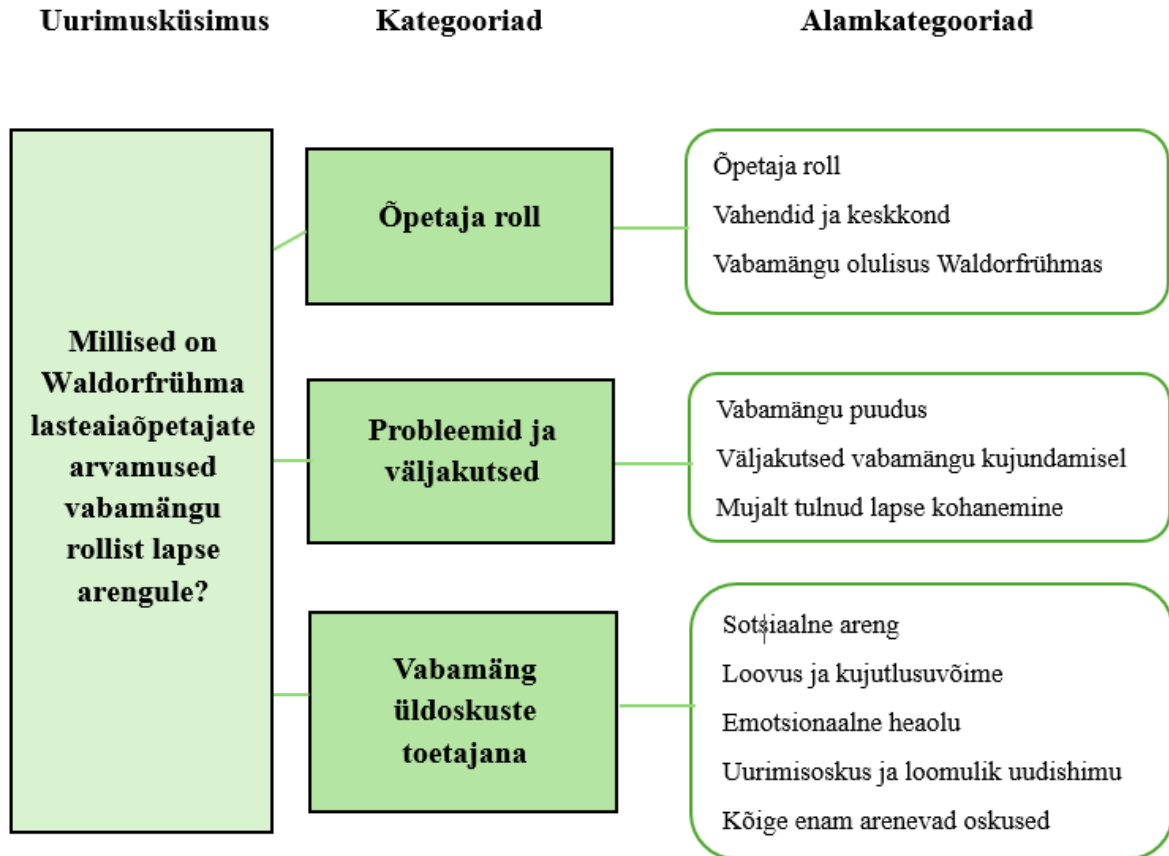 Uurimusküsimus
Kategooriad
Alamkategooriad
Millised on
Waldorfrühma
lasteaiaõpetajate
arvamused
vabamängu
rollist lapse
arengule?
Õpetaja roll
Õpetaja roll
Vahendid ja keskkond
Vabamängu olulisus Waldorfrühmas
Probleemid ja
väljakutsed
Vabamängu puudus
Väljakutsed vabamängu kujundamisel
Mujalt tulnud lapse kohanemine
Vabamäng
üldoskuste
toetajana
Sotsiaalne areng
Loovus ja kujutlusuvõime
Emotsionaalne heaolu
Uurimisoskus ja loomulik uudishimu
Kõige enam arenevad oskused